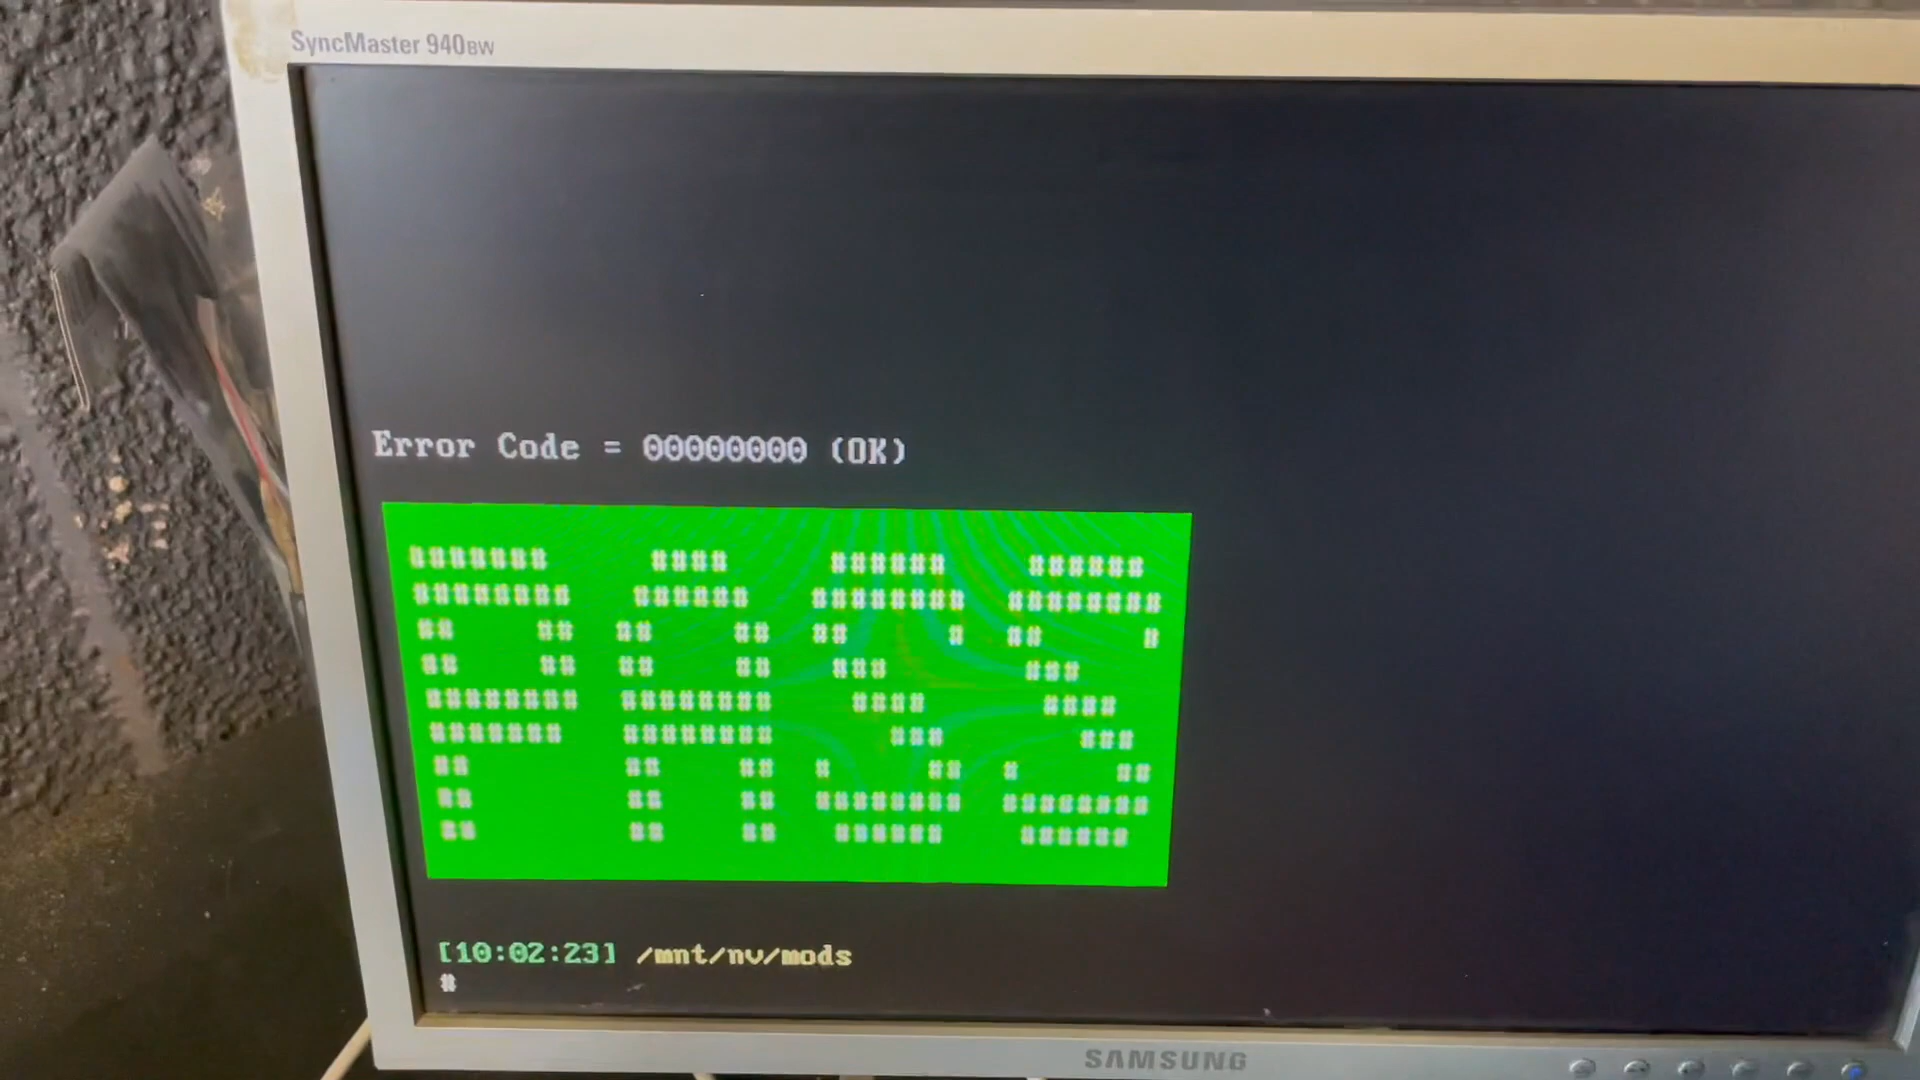 SyncMaster 940BW
Error Code = 00000000 (OK)
PASS
[10:02:23] /mnt/nv/mods
#
SAMSUNG